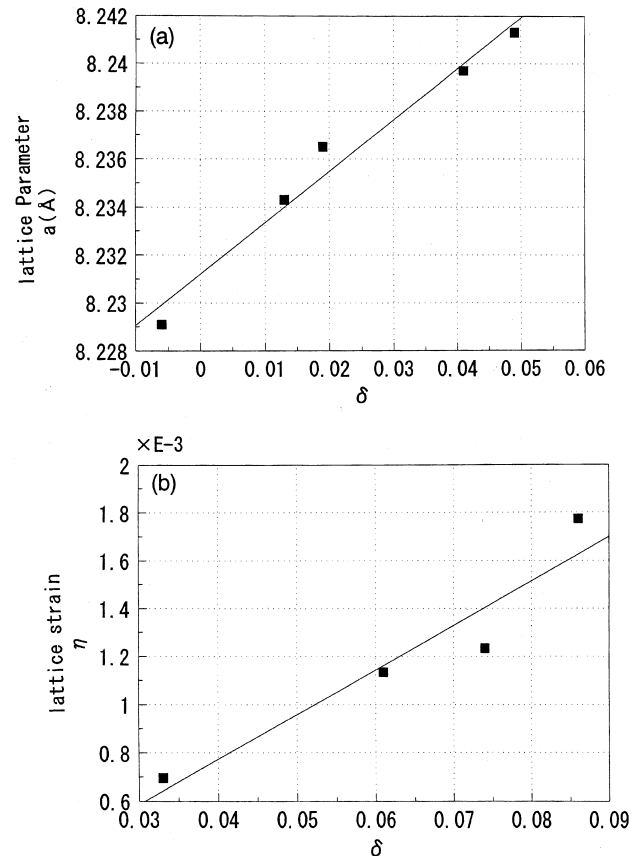 (a)
8.242
8.24
8.238
8.236
8.234
8.232
8.23
8.228
lattice Parameter
a(Å)
-0.01 0 0.01 0.02 0.03 0.04 0.05 0.06
δ
×E-3
(b)
2
1.8
1.6
1.4
1.2
1
0.8
0.6
lattice strain
η
0.03 0.04 0.05 0.06 0.07 0.08 0.09
δ